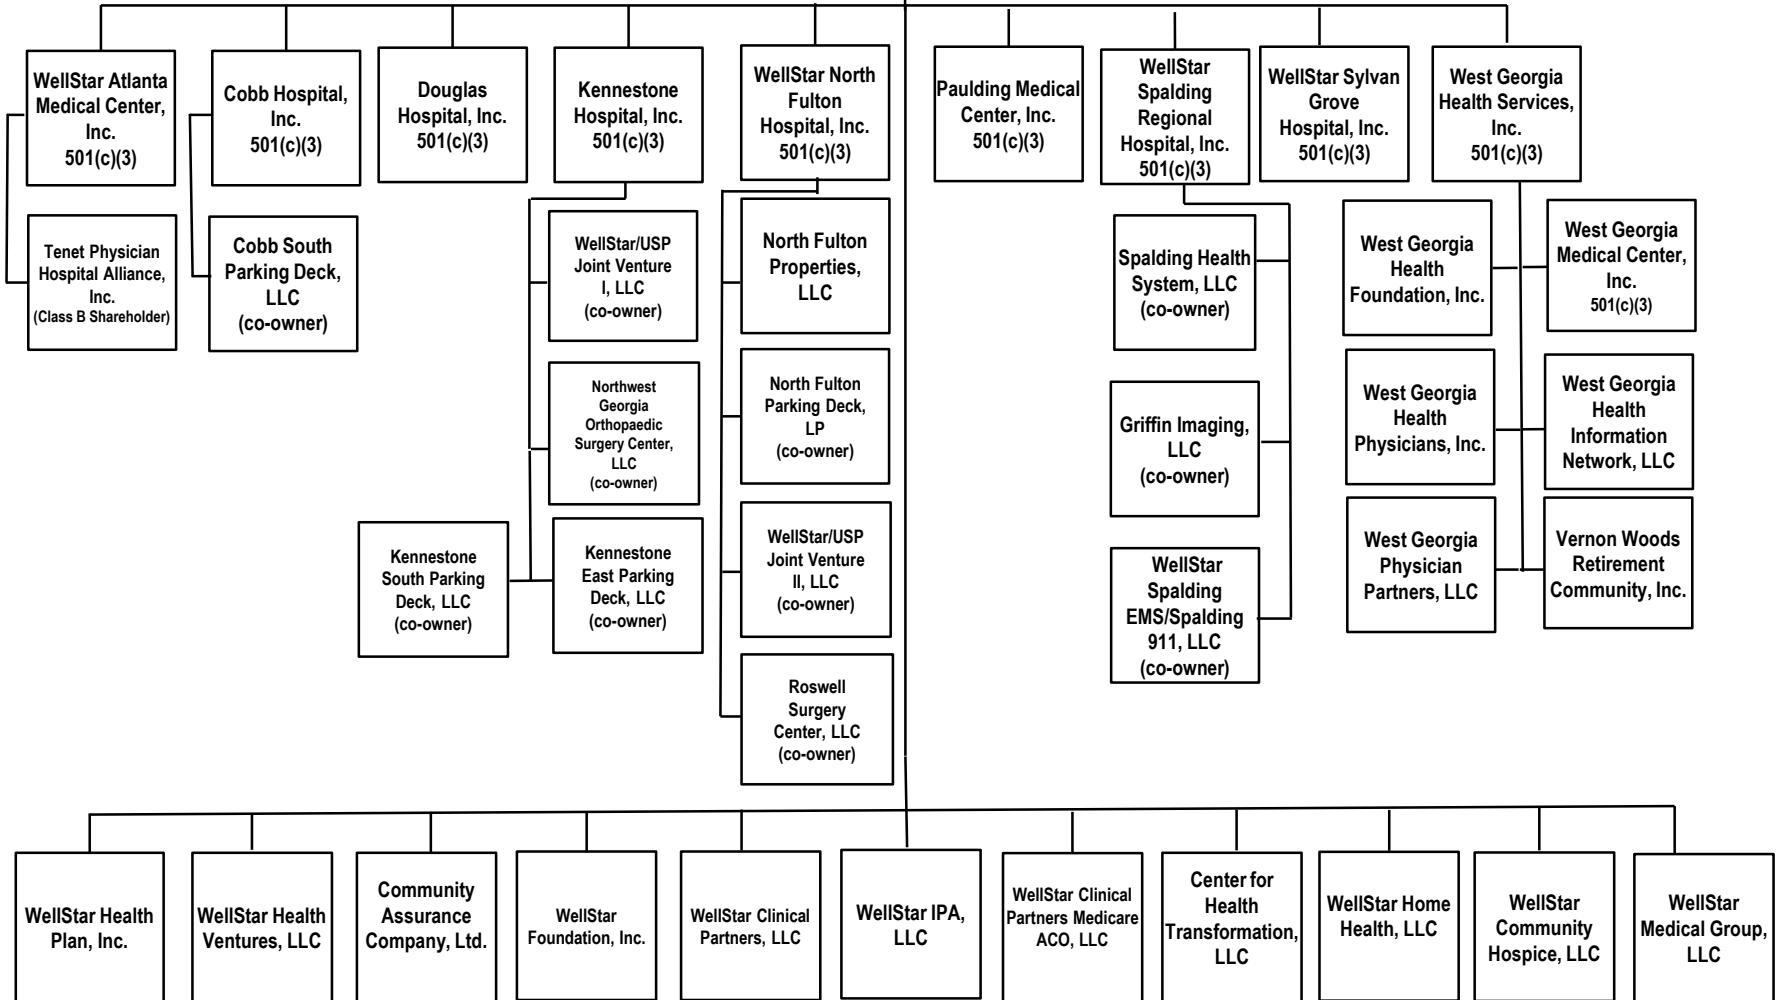 WellStar Atlanta
Medical Center,
Inc.
501(c)(3)
Cobb Hospital,
Inc.
501(c)(3)
Douglas
Hospital, Inc.
501(c)(3)
Kennestone
Hospital, Inc.
501(c)(3)
WellStar North
Fulton
Hospital, Inc.
501(c)(3)
Paulding Medical
Center, Inc.
501(c)(3)
WellStar
Spalding
Regional
Hospital, Inc.
501(c)(3)
WellStar Sylvan
Grove
Hospital, Inc.
501(c)(3)
West Georgia
Health Services,
Inc.
501(c)(3)
Tenet Physician
Hospital Alliance,
Inc.
(Class B Shareholder)
Cobb South
Parking Deck,
LLC
(co-owner)
WellStar/USP
Joint Venture
I, LLC
(co-owner)
North Fulton
Properties,
LLC
Spalding Health
System, LLC
(co-owner)
West Georgia
Health
Foundation, Inc.
West Georgia
Medical Center,
Inc.
501(c)(3)
Northwest
Georgia
Orthopaedic
Surgery Center,
LLC
(co-owner)
North Fulton
Parking Deck,
LP
(co-owner)
Griffin Imaging,
LLC
(co-owner)
West Georgia
Health
Physicians, Inc.
West Georgia
Health
Information
Network, LLC
Kennestone
South Parking
Deck, LLC
(co-owner)
Kennestone
East Parking
Deck, LLC
(co-owner)
WellStar/USP
Joint Venture
II, LLC
(co-owner)
WellStar
Spalding
EMS/Spalding
911, LLC
(co-owner)
West Georgia
Physician
Partners, LLC
Vernon Woods
Retirement
Community, Inc.
Roswell
Surgery
Center, LLC
(co-owner)
WellStar Health
Plan, Inc.
WellStar Health
Ventures, LLC
Community
Assurance
Company, Ltd.
WellStar
Foundation, Inc.
WellStar Clinical
Partners, LLC
WellStar IPA,
LLC
WellStar Clinical
Partners Medicare
ACO, LLC
Center for
Health
Transformation,
LLC
WellStar Home
Health, LLC
WellStar
Community
Hospice, LLC
WellStar
Medical Group,
LLC